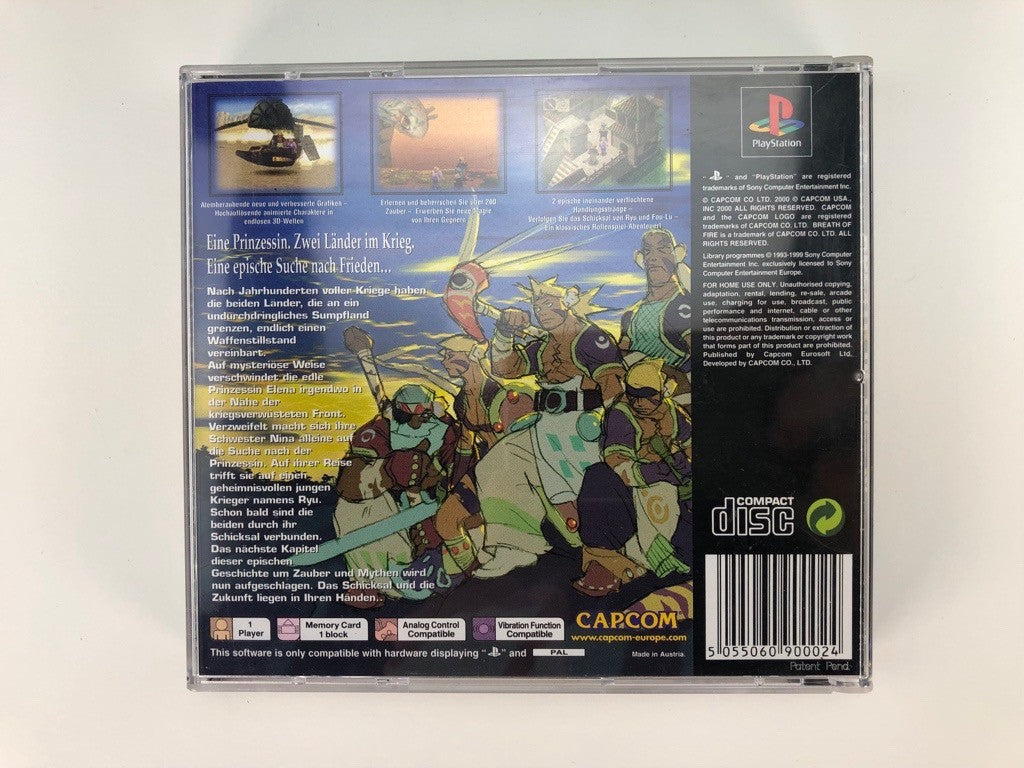 Atemberaubende neue und verbesserte Grafiken –
Hochauflösende animierte Charaktere in
endlosen 3D-Welten
Erlernen und beherrschen Sie über 200
Zauber – Erwerben Sie neue Magie
von Ihren Gegnern
2 epische ineinander verflochtene
Handlungsstränge –
Verfolgen Sie das Schicksal von Ryu und Fou-Lu –
Ein klassisches Rollenspiel-Abenteuer!
Eine Prinzessin. Zwei Länder im Krieg.
Eine epische Suche nach Frieden...
Nach Jahrhunderten voller Kriege haben
die beiden Länder, die an ein
undurchdringliches Sumpfland
grenzen, endlich einen
Waffenstillstand
vereinbart.
Auf mysteriöse Weise
verschwindet die edle
Prinzessin Elena irgendwo in
der Nähe der
kriegsverwüsteten Front.
Verzweifelt macht sich ihre
Schwester Nina alleine auf
die Suche nach der
Prinzessin. Auf ihrer Reise
trifft sie auf einen
geheimnisvollen jungen
Krieger namens Ryu.
Schon bald sind die
beiden durch ihr
Schicksal verbunden.
Das nächste Kapitel
dieser epischen
Geschichte um Zauber und Mythen wird
nun aufgeschlagen. Das Schicksal und die
Zukunft liegen in Ihren Händen..
1
Player
Memory Card
1 block
Analog Control
Compatible
Vibration Function
Compatible
CAPCOM
www.capcom-europe.com
This software is only compatible with hardware displaying " " and PAL
Made in Austria.
PlayStation
" " and "PlayStation" are registered
trademarks of Sony Computer Entertainment Inc.
© CAPCOM CO LTD. 2000 © CAPCOM USA.,
INC 2000 ALL RIGHTS RESERVED. CAPCOM
and the CAPCOM LOGO are registered
trademarks of CAPCOM CO. LTD. BREATH OF
FIRE is a trademark of CAPCOM CO. LTD. ALL
RIGHTS RESERVED.
Library programmes © 1993-1999 Sony Computer
Entertainment Inc. exclusively licensed to Sony
Computer Entertainment Europe.
FOR HOME USE ONLY. Unauthorised copying,
adaptation, rental, lending, re-sale, arcade
use, charging for use, broadcast, public
performance and internet, cable or other
telecommunications transmission, access or
use are prohibited. Distribution or extraction of
this product or any trademark or copyright work
that forms part of this product are prohibited.
Published by Capcom Eurosoft Ltd.
Developed by CAPCOM CO., LTD.
COMPACT
disc
5 055060 900024
Patent Pend.